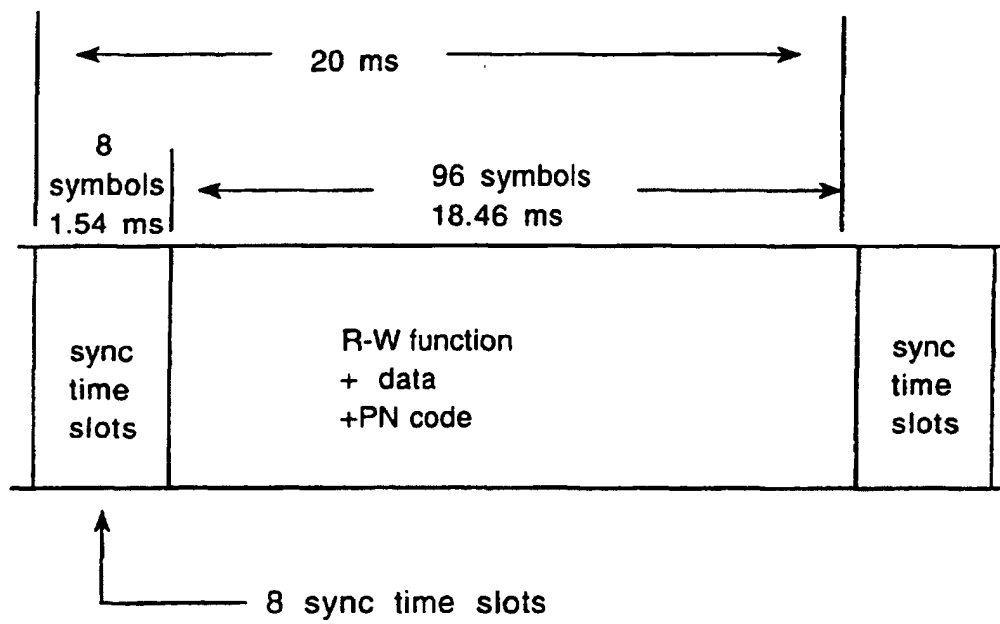 20 ms
8
symbols
1.54 ms
96 symbols
18.46 ms
sync
time
slots
R-W function
+ data
+PN code
sync
time
slots
8 sync time slots